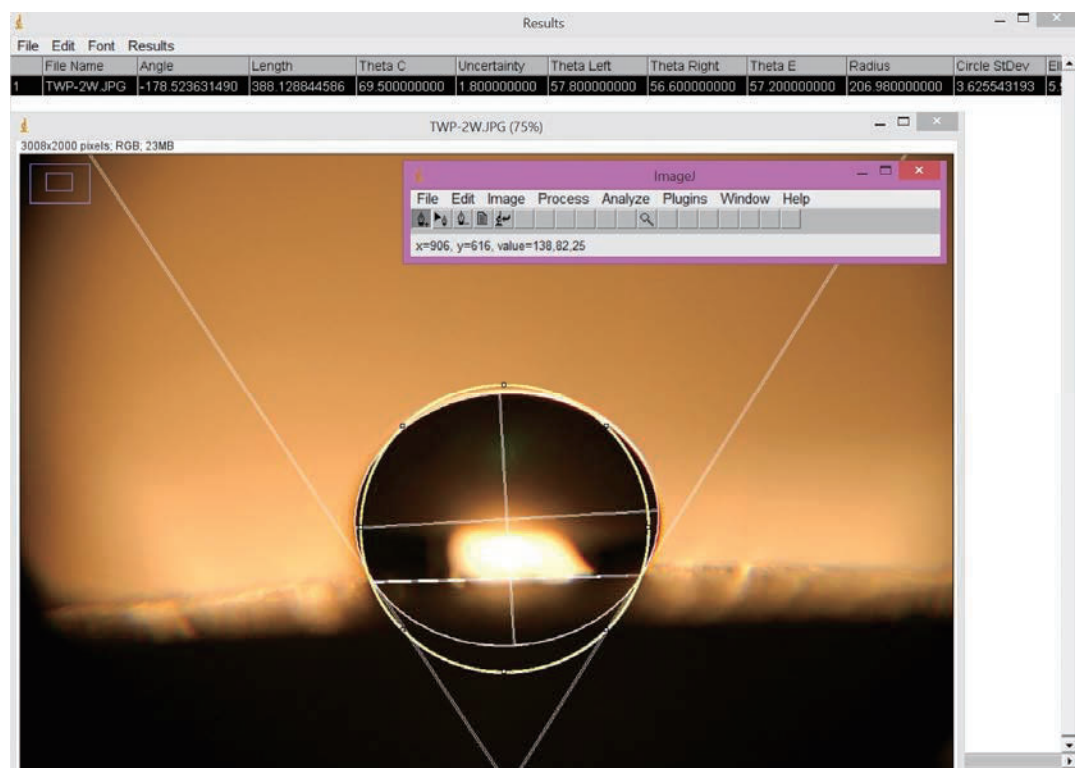 Results
File Edit Font Results
File Name Angle Length Theta C Uncertainty Theta Left Theta Right Theta E Radius Circle StDev
1 TWP-2W.JPG -178.523631490 388.128844586 69.500000000 1.800000000 57.800000000 56.600000000 57.200000000 206.980000000 3.625543193
TWP-2W.JPG (75%)
3008x2000 pixels; RGB; 23MB
ImageJ
File Edit Image Process Analyze Plugins Window Help
x=906, y=616, value=138,82,25